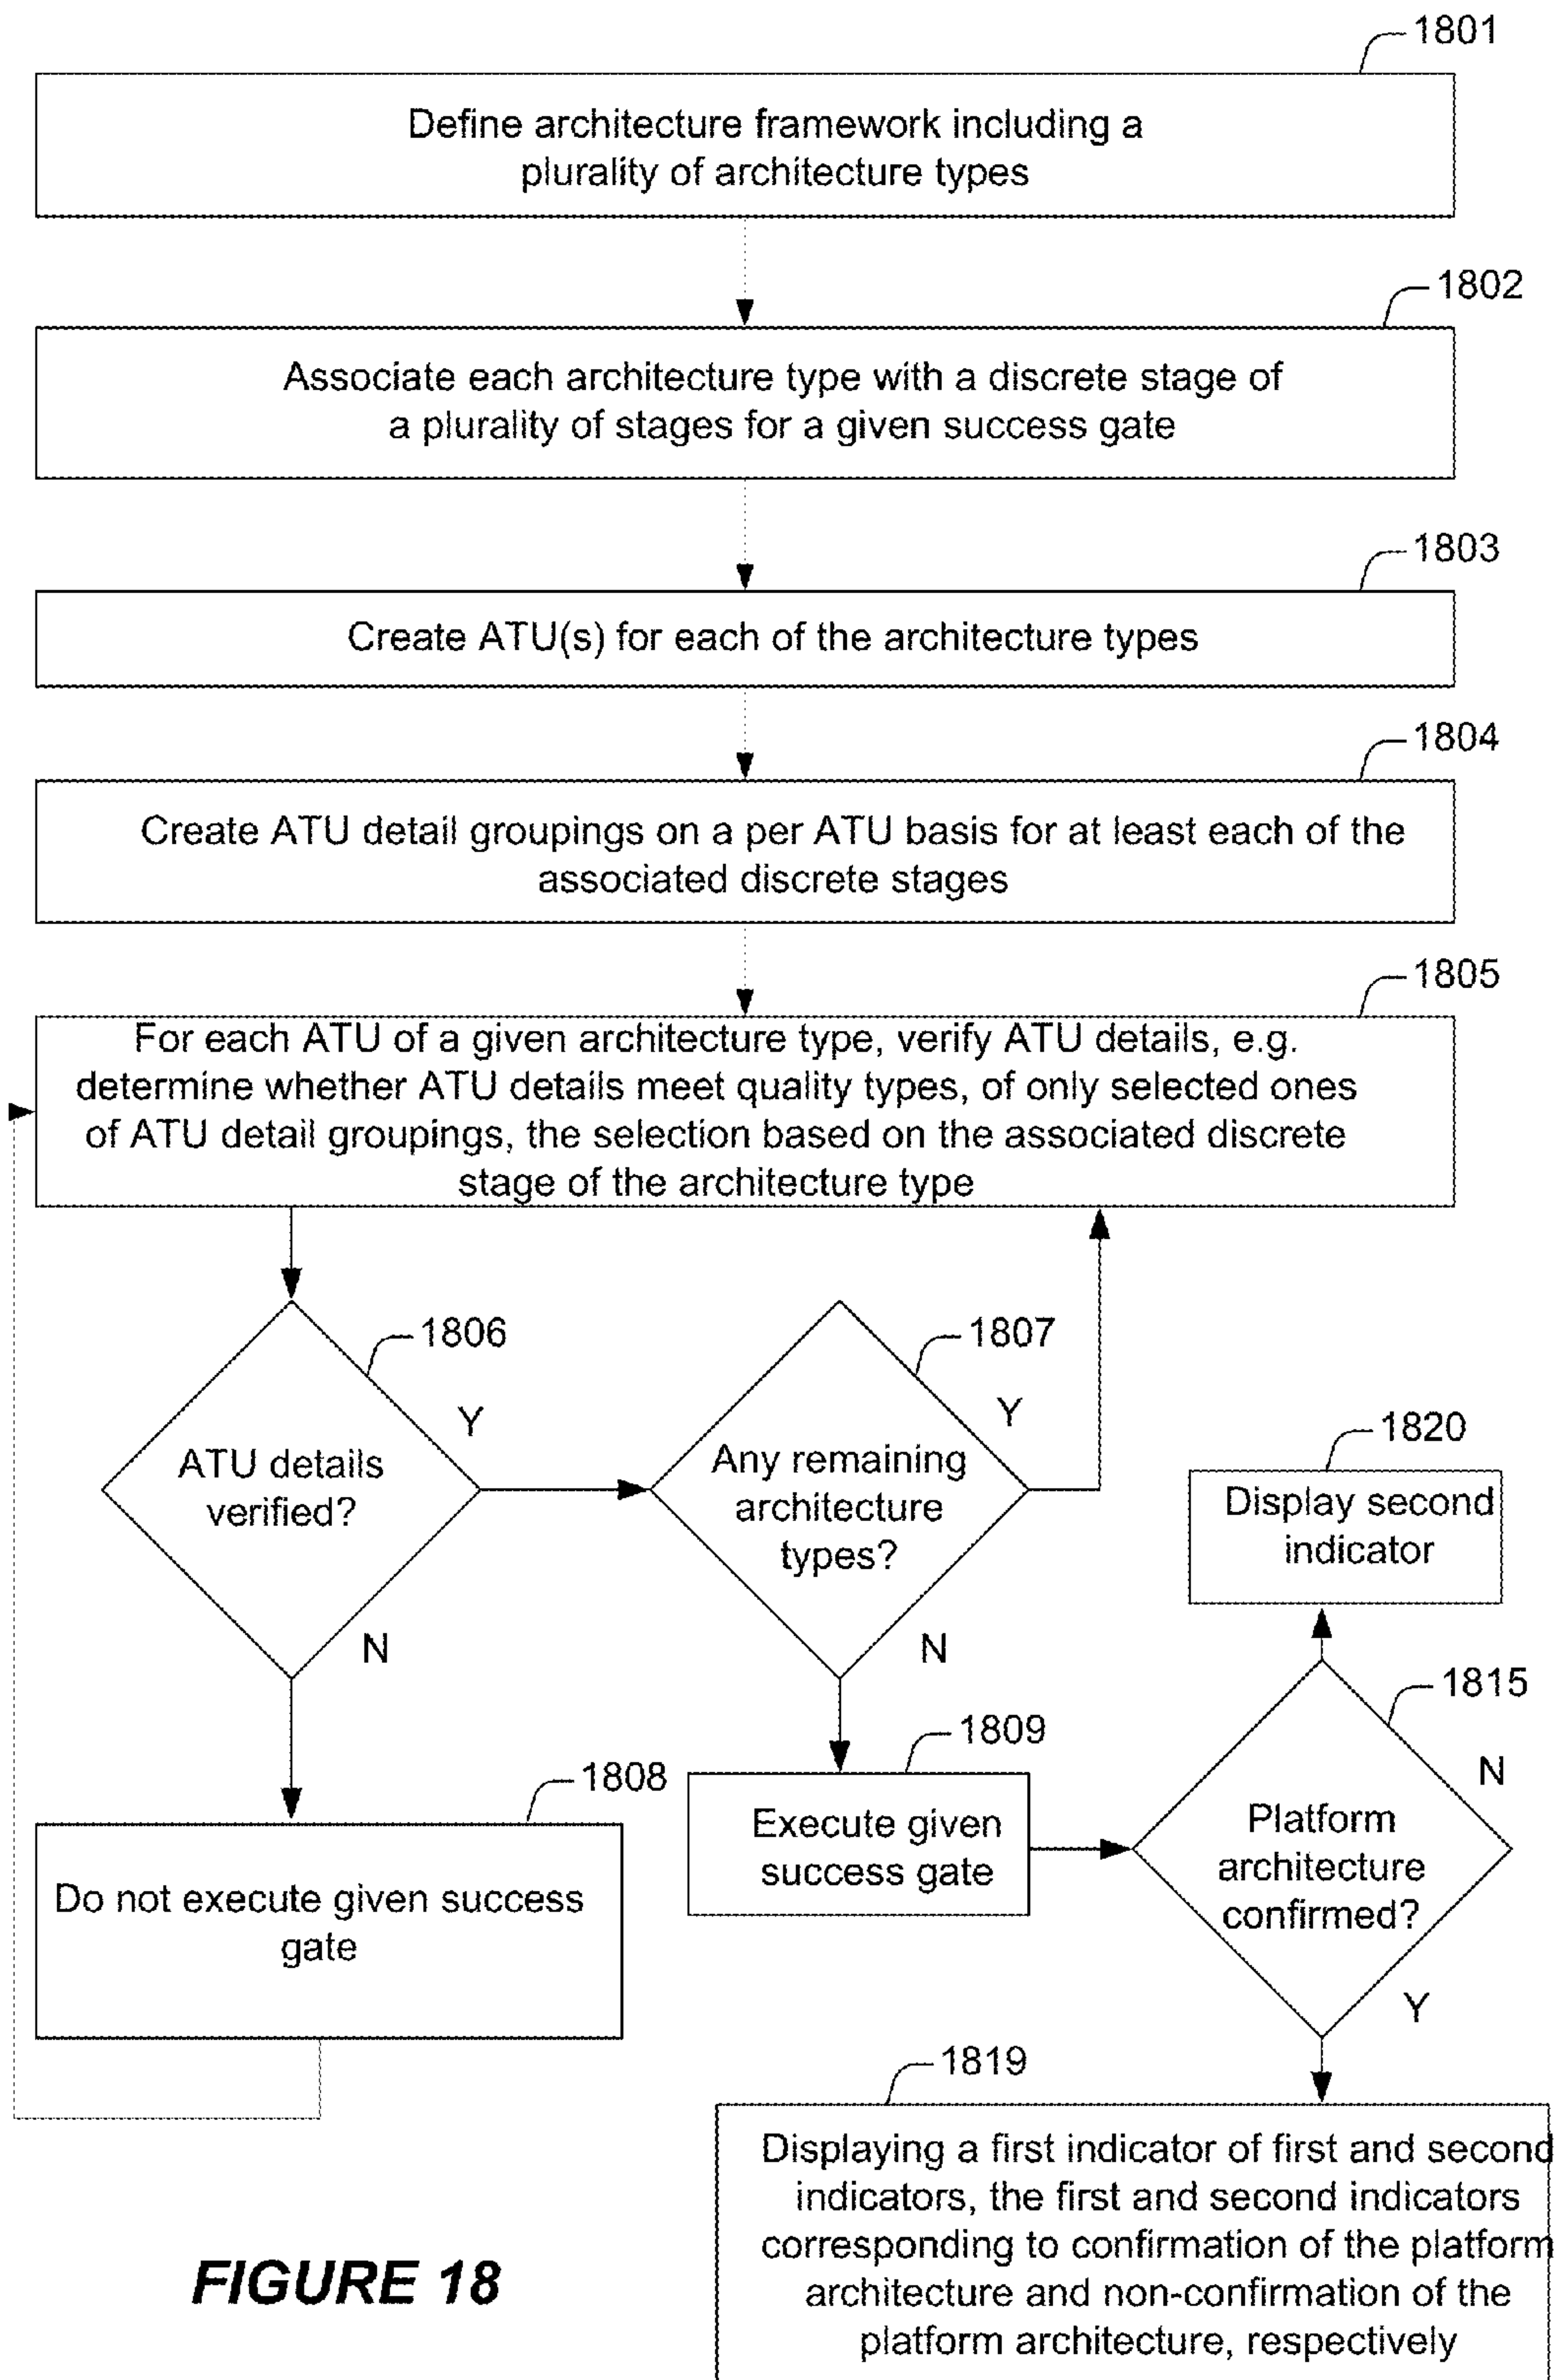 1801
Define architecture framework including a
plurality of architecture types
1802
Associate each architecture type with a discrete stage of
a plurality of stages for a given success gate
1803
Create ATU(s) for each of the architecture types
1804
Create ATU detail groupings on a per ATU basis for at least each of the
associated discrete stages
1805
For each ATU of a given architecture type, verify ATU details, e.g.
determine whether ATU details meet quality types, of only selected ones
of ATU detail groupings, the selection based on the associated discrete
stage of the architecture type
1806
Y
ATU details
verified?
N
1807
Y
Any remaining
architecture
types?
N
1820
Display second
indicator
1808
Do not execute given success
gate
1809
Execute given
success gate
1815
N
Platform
architecture
confirmed?
Y
1819
Displaying a first indicator of first and second
indicators, the first and second indicators
corresponding to confirmation of the platform
architecture and non-confirmation of the
platform architecture, respectively
FIGURE 18